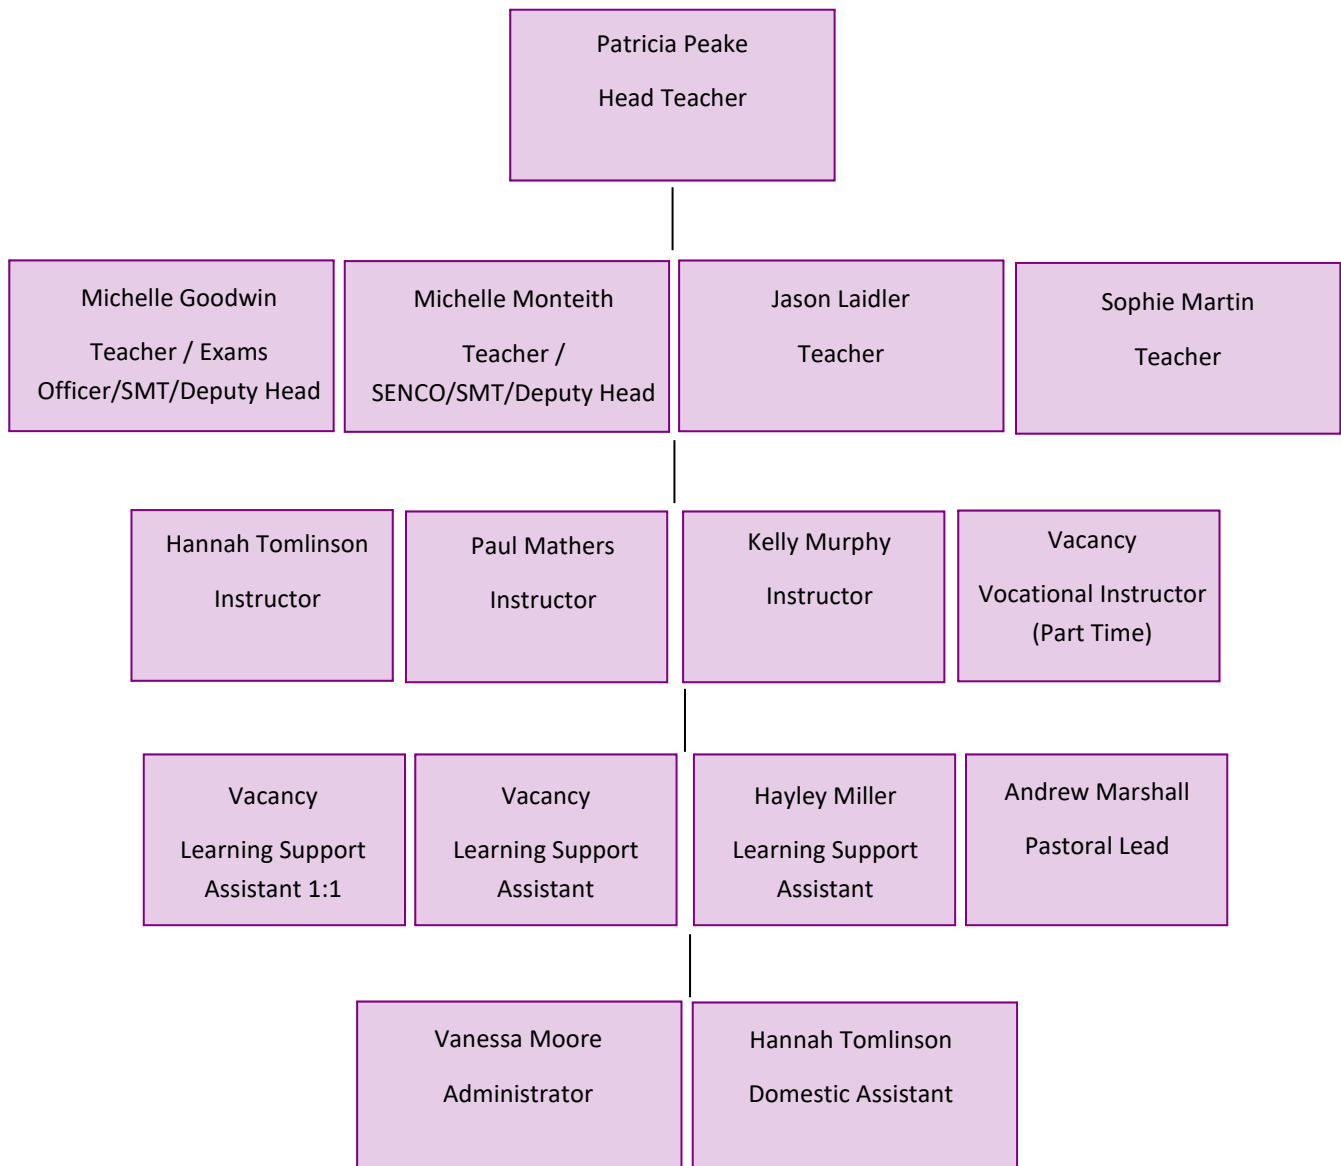 Patricia Peake
Head Teacher
Michelle Goodwin
Teacher / Exams
Officer/SMT/Deputy Head
Michelle Monteith
Teacher /
SENCO/SMT/Deputy Head
Jason Laidler
Teacher
Sophie Martin
Teacher
Hannah Tomlinson
Instructor
Paul Mathers
Instructor
Kelly Murphy
Instructor
Vacancy
Vocational Instructor
(Part Time)
Vacancy
Learning Support
Assistant 1:1
Vacancy
Learning Support
Assistant
Hayley Miller
Learning Support
Assistant
Andrew Marshall
Pastoral Lead
Vanessa Moore
Administrator
Hannah Tomlinson
Domestic Assistant